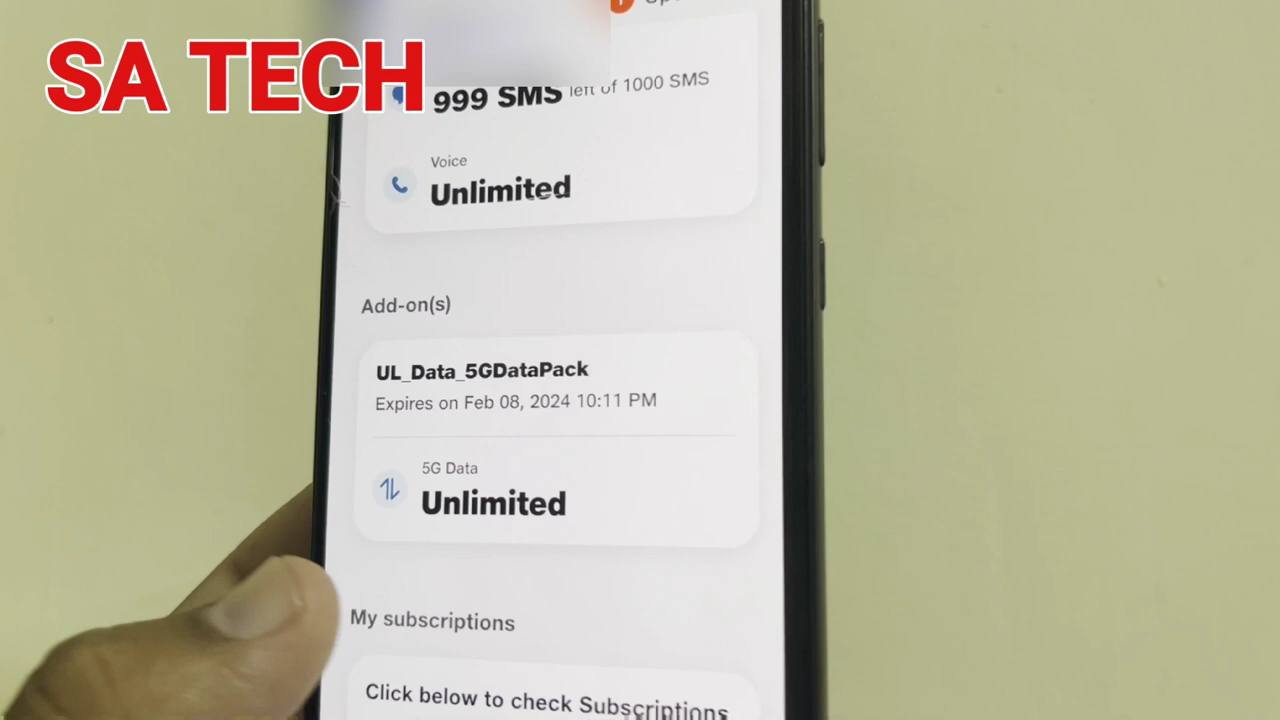 SA TECH
999 SMS left of 1000 SMS
Voice
Unlimited
Add-on(s)
UL_Data_5GDataPack
Expires on Feb 08, 2024 10:11 PM
5G Data
Unlimited
My subscriptions
Click below to check Subscriptions